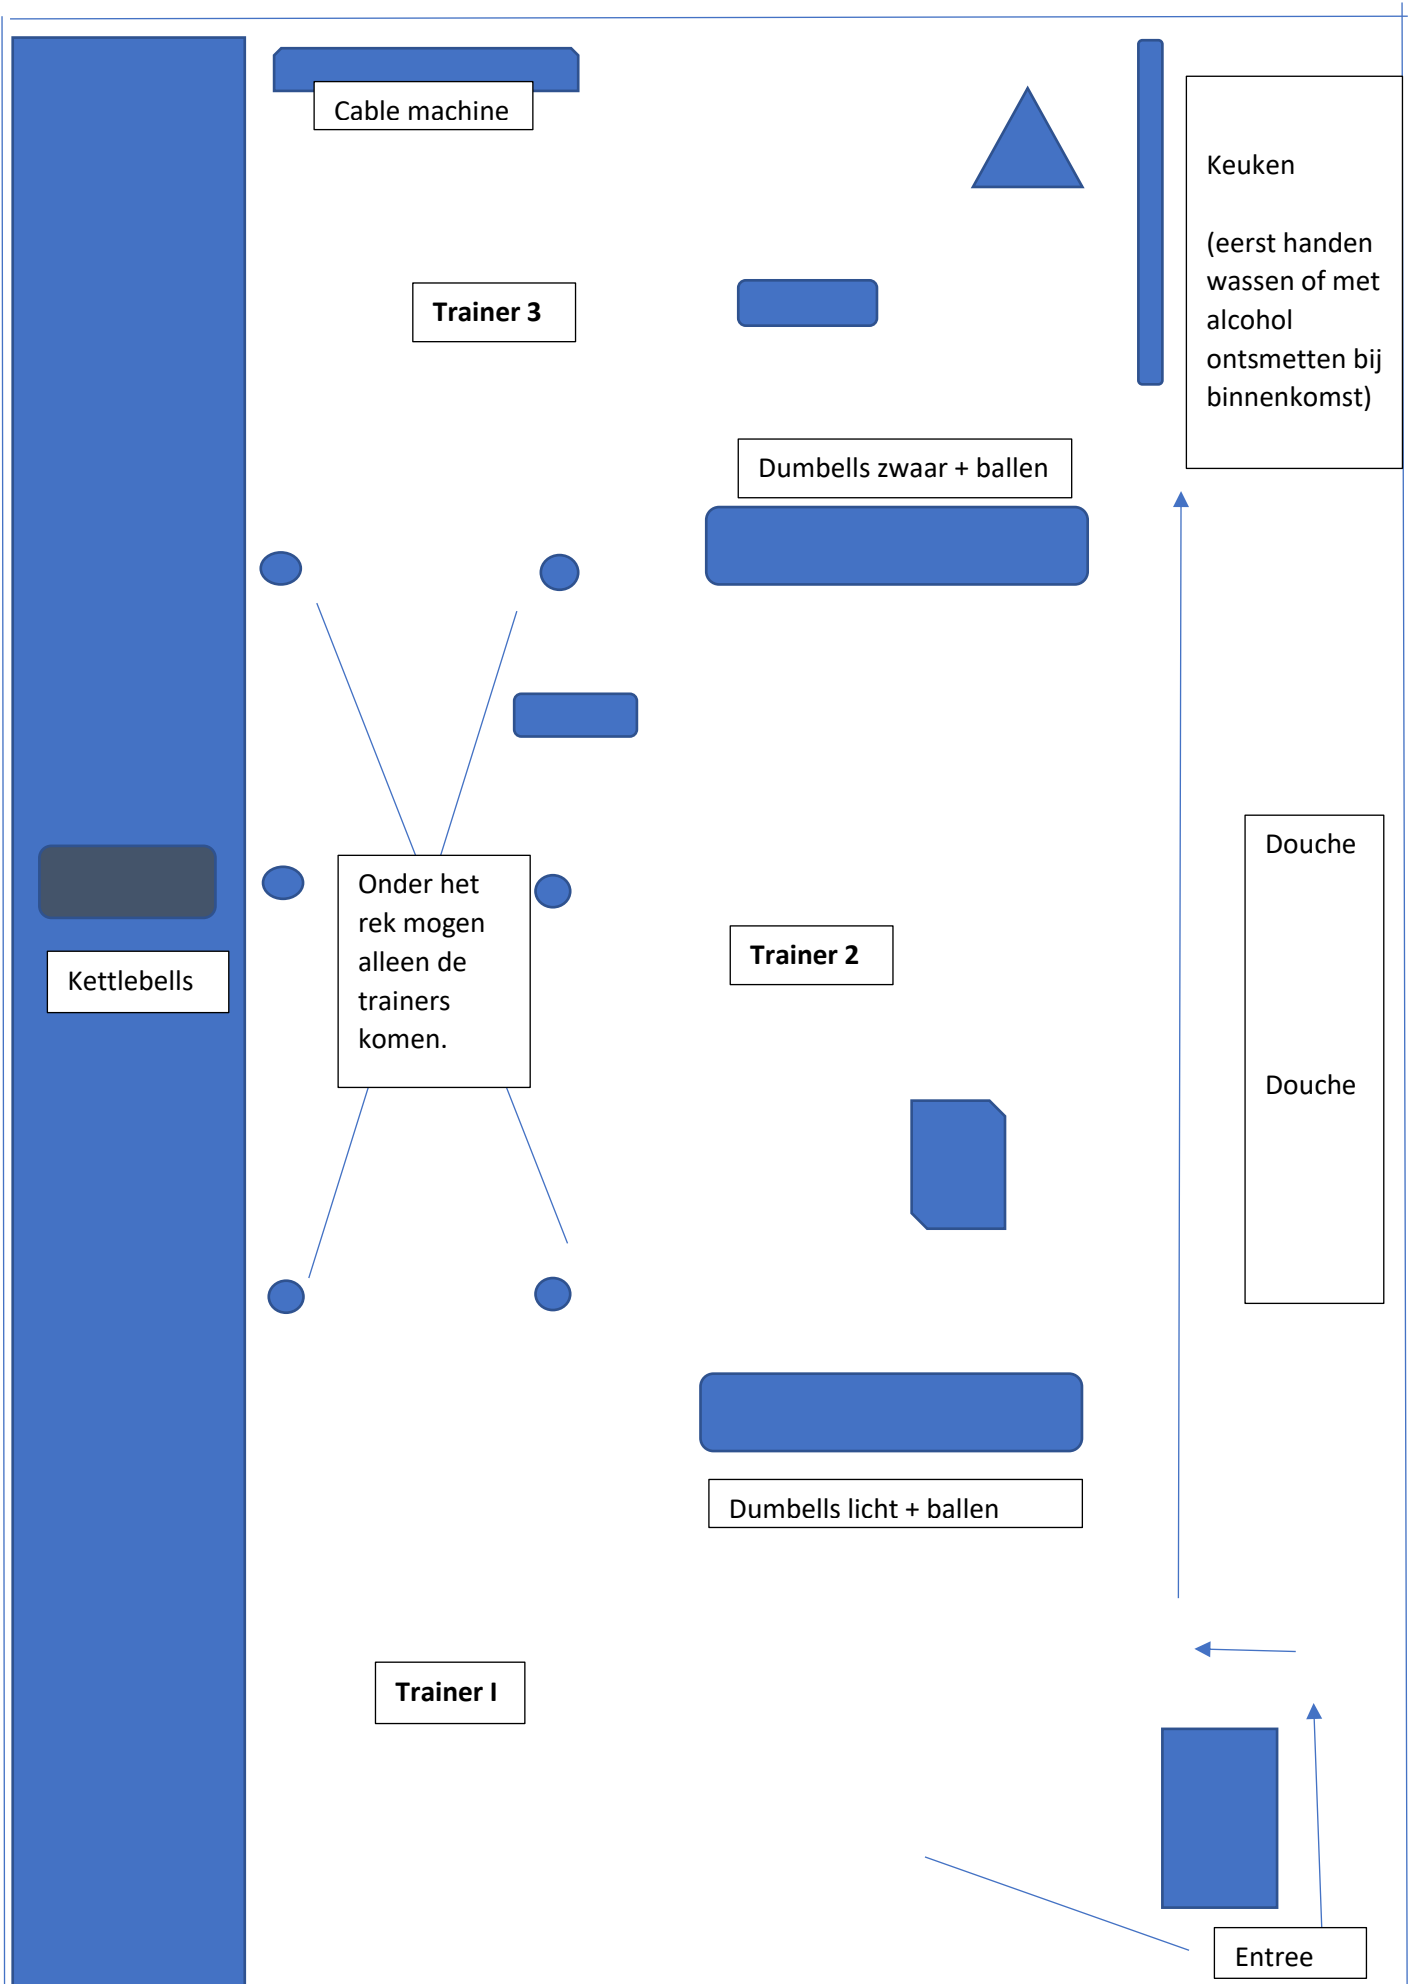 Cable machine
Keuken
(eerst handen
wassen of met
alcohol
ontsmetten bij
binnenkomst)
Trainer 3
Dumbells zwaar + ballen
Onder het
rek mogen
alleen de
trainers
komen.
Kettlebells
Trainer 2
Douche
Douche
Dumbells licht + ballen
Trainer I
Entree